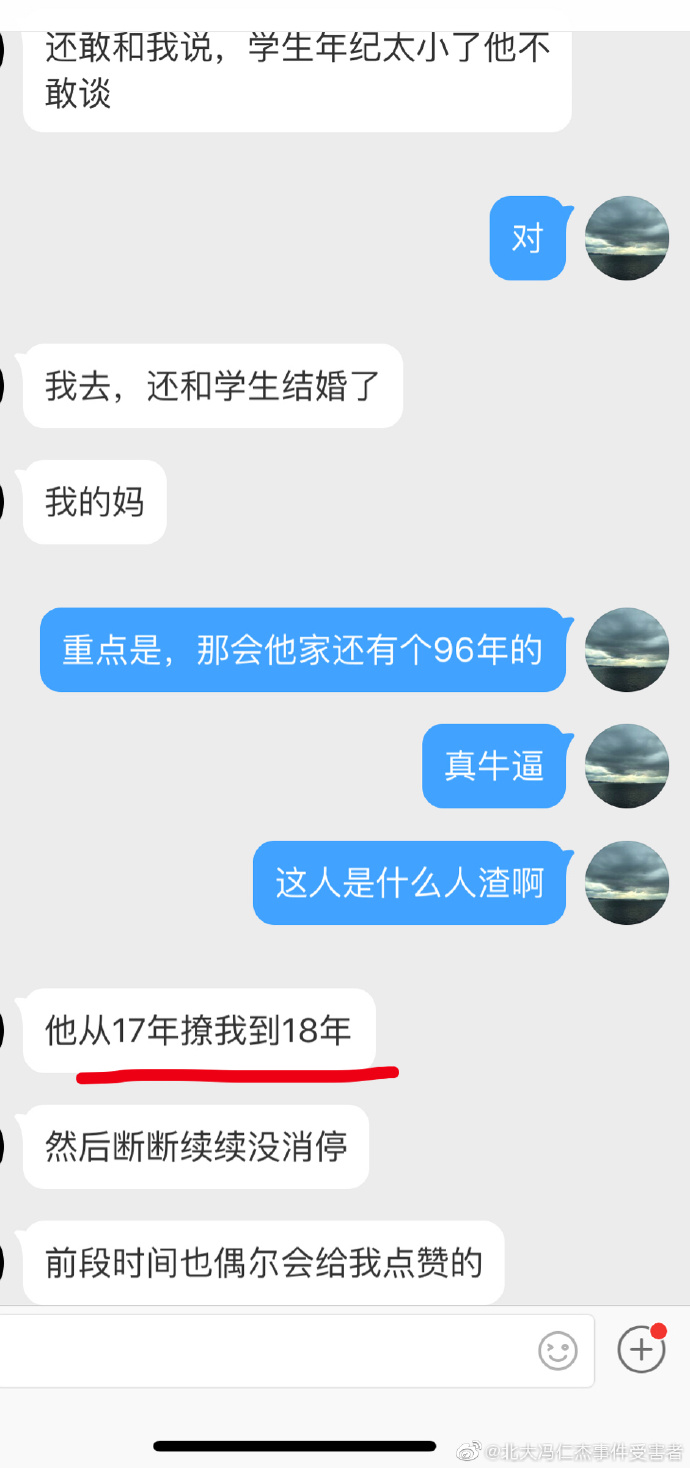 还敢和我说，学生年纪太小了他不
敢谈
对
我去，还和学生结婚了
我的妈
重点是，那会他家还有个96年的
真牛逼
这人是什么人渣啊
他从17年撩我到18年
然后断断续续没消停
前段时间也偶尔会给我点赞的
@北大冯仁杰事件受害者